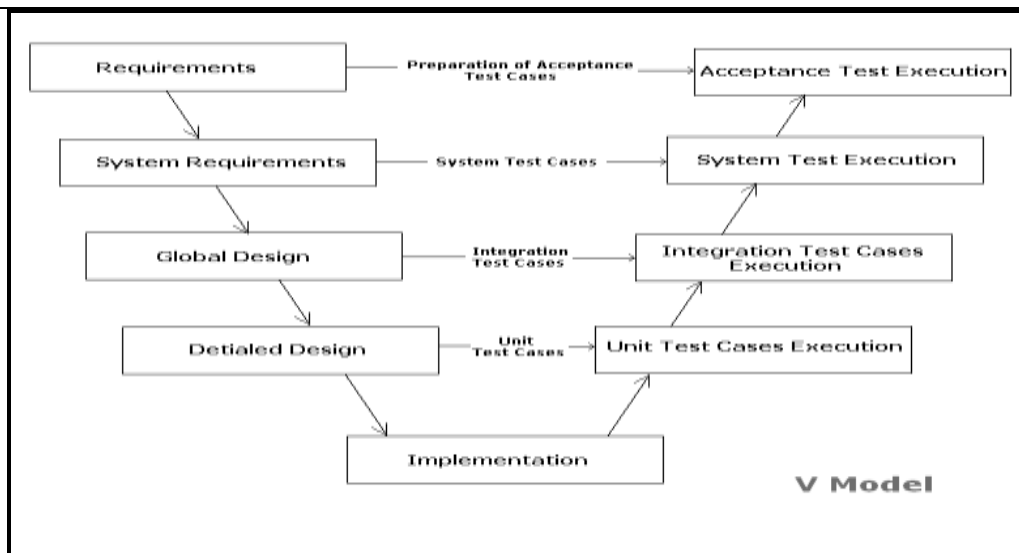 Requirements
Preparation of Acceptance
Test Cases
Acceptance Test Execution
System Requirements
System Test Cases
System Test Execution
Global Design
Integration
Test Cases
Integration Test Cases
Execution
Detialed Design
Unit
Test Cases
Unit Test Cases Execution
Implementation
V Model